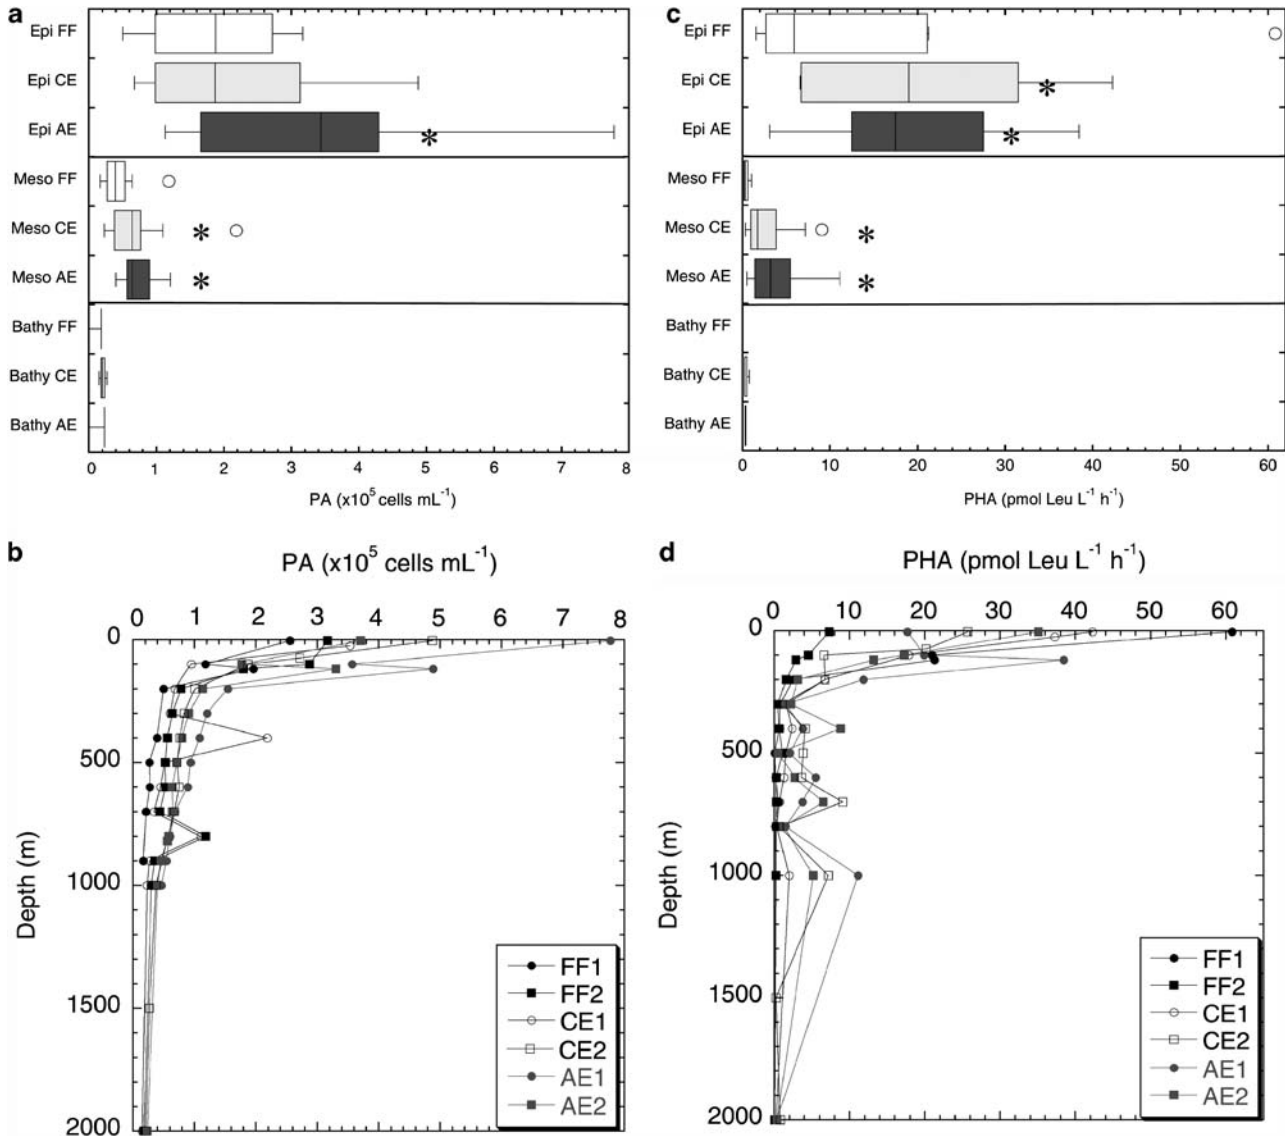 a
Epi FF
Epi CE
Epi AE
*
Meso FF
Meso CE
*
Meso AE
*
Bathy FF
Bathy CE
Bathy AE
0 1 2 3 4 5 6 7 8
PA (x10⁵ cells mL⁻¹)
c
Epi FF
Epi CE
*
Epi AE
*
Meso FF
Meso CE
*
Meso AE
*
Bathy FF
Bathy CE
Bathy AE
0 10 20 30 40 50 60
PHA (pmol Leu L⁻¹ h⁻¹)
b
PA (x10⁵ cells mL⁻¹)
0 1 2 3 4 5 6 7 8
0
500
1000
1500
2000
Depth (m)
FF1
FF2
CE1
CE2
AE1
AE2
d
PHA (pmol Leu L⁻¹ h⁻¹)
0 10 20 30 40 50 60
0
500
1000
1500
2000
Depth (m)
FF1
FF2
CE1
CE2
AE1
AE2